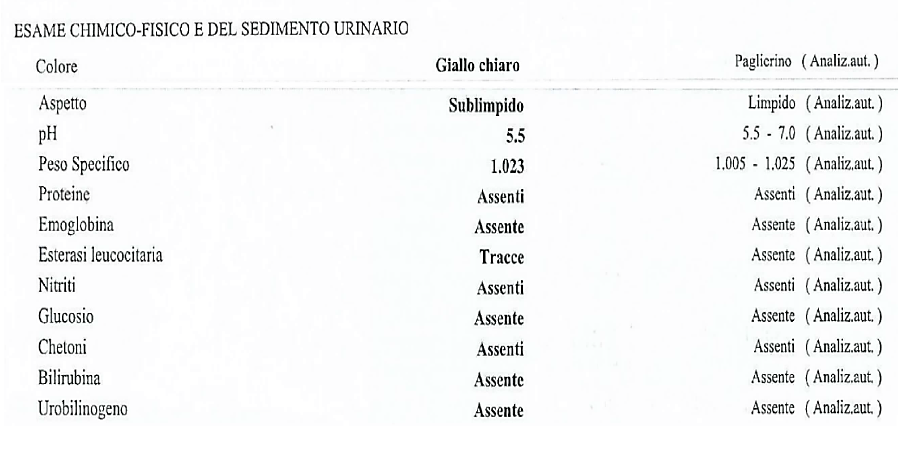 ESAME CHIMICO-FISICO E DEL SEDIMENTO URINARIO
Colore Giallo chiaro Paglierino ( Analiz.aut. )
Aspetto Sublimpido Limpido ( Analiz.aut. )
pH 5.5 5.5 - 7.0 ( Analiz.aut. )
Peso Specifico 1.023 1.005 - 1.025 ( Analiz.aut. )
Proteine Assenti Assenti ( Analiz.aut. )
Emoglobina Assente Assente ( Analiz.aut. )
Esterasi leucocitaria Tracce Assente ( Analiz.aut. )
Nitriti Assenti Assenti ( Analiz.aut. )
Glucosio Assente Assente ( Analiz.aut. )
Chetoni Assenti Assenti ( Analiz.aut. )
Bilirubina Assente Assente ( Analiz.aut. )
Urobilinogeno Assente Assente ( Analiz.aut. )